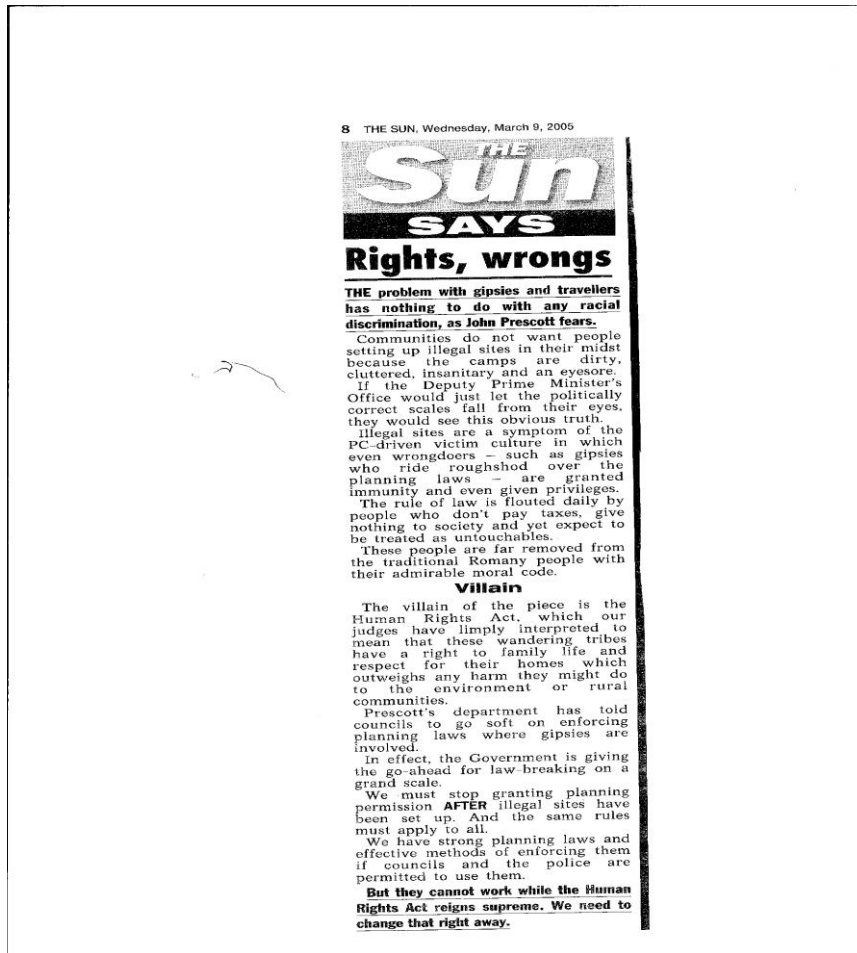 8 THE SUN, Wednesday, March 9, 2005
THE
Sun
SAYS
Rights, wrongs
THE problem with gipsies and travellers
has nothing to do with any racial
discrimination, as John Prescott fears.
Communities do not want people
setting up illegal sites in their midst
because the camps are dirty,
cluttered, insanitary and an eyesore.
If the Deputy Prime Minister's
Office would just let the politically
correct scales fall from their eyes,
they would see this obvious truth.
Illegal sites are a symptom of the
PC-driven victim culture in which
even wrongdoers – such as gipsies
who ride roughshod over the
planning laws – are granted
immunity and even given privileges.
The rule of law is flouted daily by
people who don't pay taxes, give
nothing to society and yet expect to
be treated as untouchables.
These people are far removed from
the traditional Romany people with
their admirable moral code.
Villain
The villain of the piece is the
Human Rights Act, which our
judges have limply interpreted to
mean that these wandering tribes
have a right to family life and
respect for their homes which
outweighs any harm they might do
to the environment or rural
communities.
Prescott's department has told
councils to go soft on enforcing
planning laws where gipsies are
involved.
In effect, the Government is giving
the go-ahead for law-breaking on a
grand scale.
We must stop granting planning
permission AFTER illegal sites have
been set up. And the same rules
must apply to all.
We have strong planning laws and
effective methods of enforcing them
if councils and the police are
permitted to use them.
But they cannot work while the Human
Rights Act reigns supreme. We need to
change that right away.